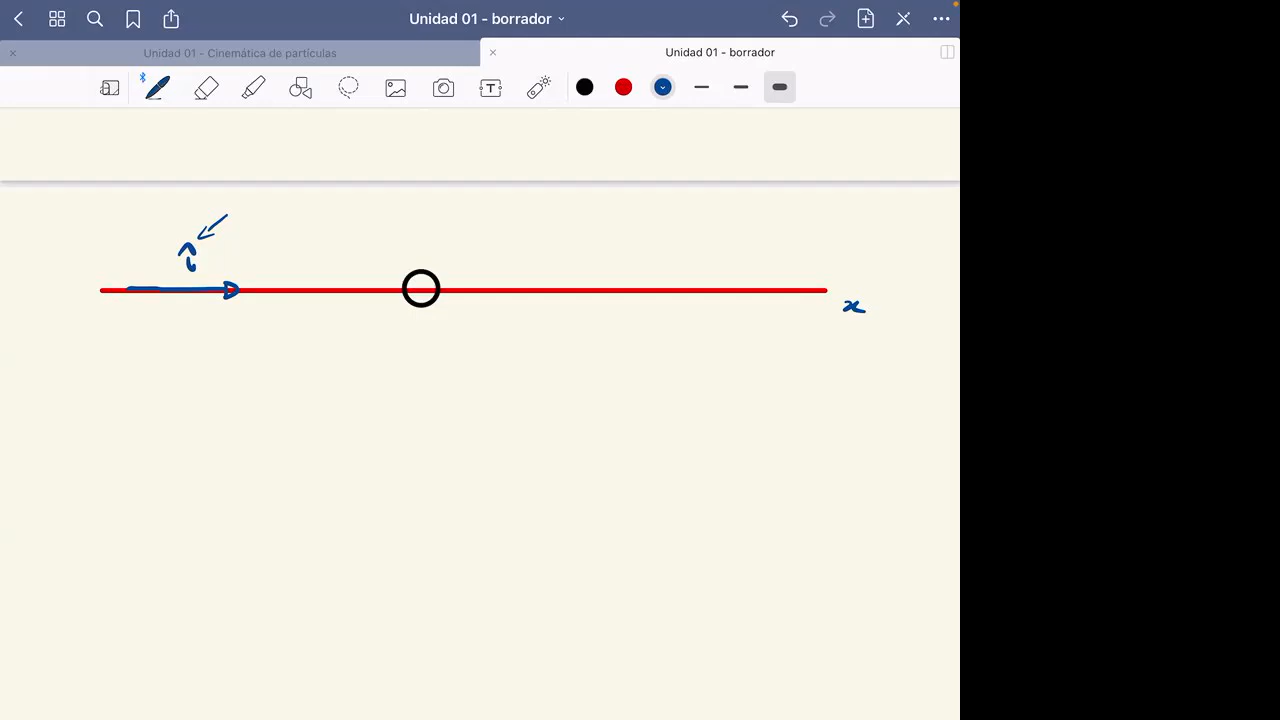 Unidad 01 - borrador
Unidad 01 - Cinemática de partículas
Unidad 01 - borrador
T
î
x